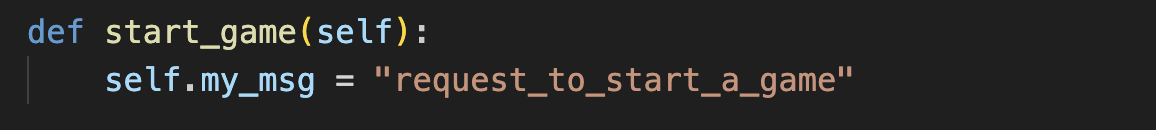 def start_game(self):
    self.my_msg = "request_to_start_a_game"